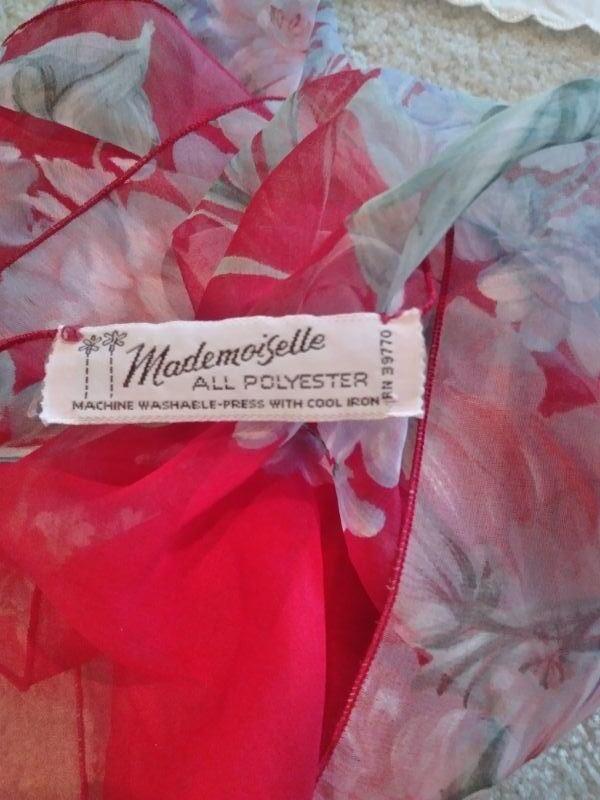 Mademoiselle
ALL POLYESTER
MACHINE WASHABLE-PRESS WITH COOL IRON
RN 39770